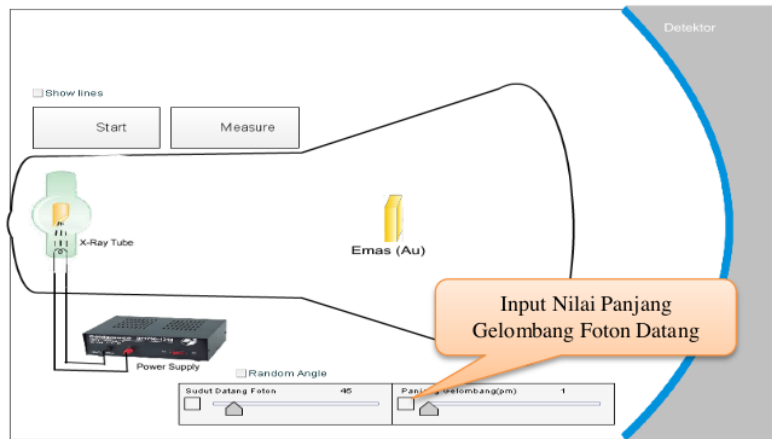 Detektor
Show lines
Start
Measure
X-Ray Tube
Emas (Au)
Input Nilai Panjang
Gelombang Foton Datang
Power Supply
Random Angle
Sudut Datang Foton 45
Gelombang(pm) 1